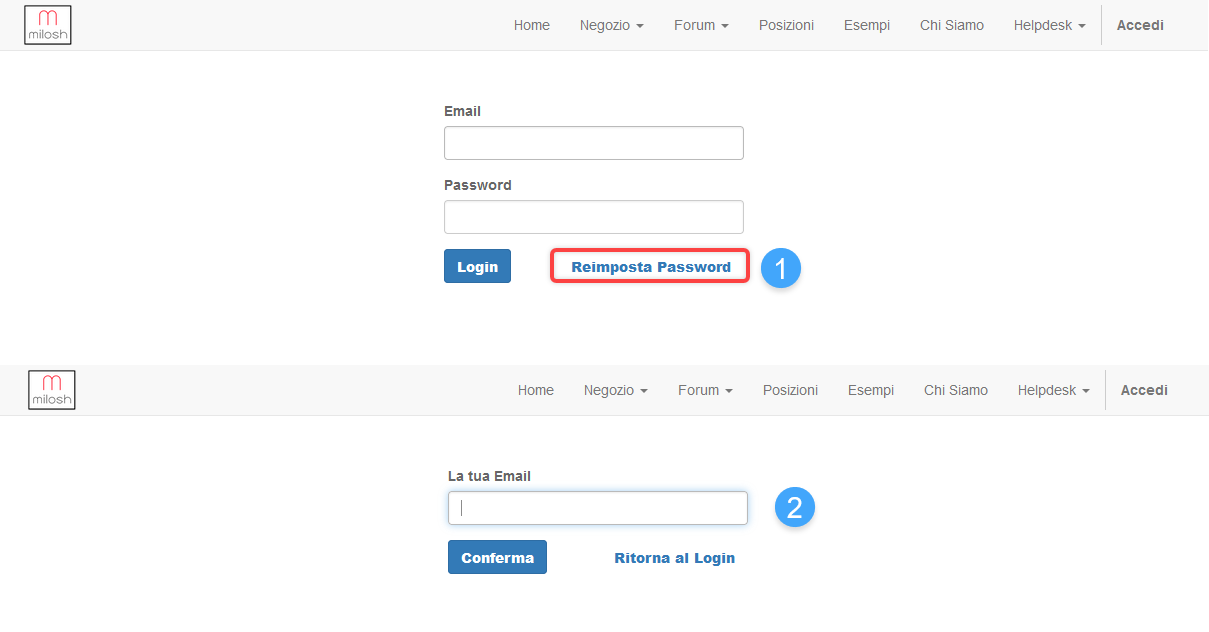 m
milosh
Home Negozio Forum Posizioni Esempi Chi Siamo Helpdesk Accedi
Email
Password
Login Reimposta Password 1
m
milosh
Home Negozio Forum Posizioni Esempi Chi Siamo Helpdesk Accedi
La tua Email
2
Conferma Ritorna al Login